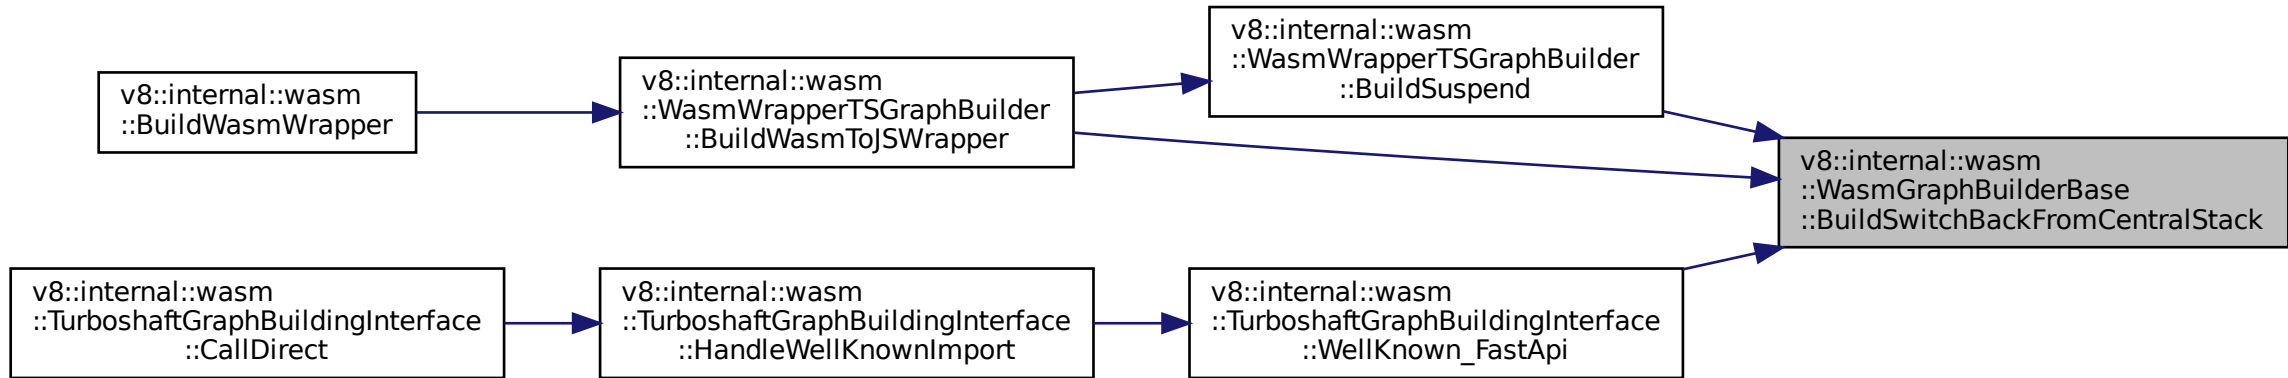 v8::internal::wasm
::BuildWasmWrapper
v8::internal::wasm
::WasmWrapperTSGraphBuilder
::BuildWasmToJSWrapper
v8::internal::wasm
::WasmWrapperTSGraphBuilder
::BuildSuspend
v8::internal::wasm
::WasmGraphBuilderBase
::BuildSwitchBackFromCentralStack
v8::internal::wasm
::TurboshaftGraphBuildingInterface
::CallDirect
v8::internal::wasm
::TurboshaftGraphBuildingInterface
::HandleWellKnownImport
v8::internal::wasm
::TurboshaftGraphBuildingInterface
::WellKnown_FastApi